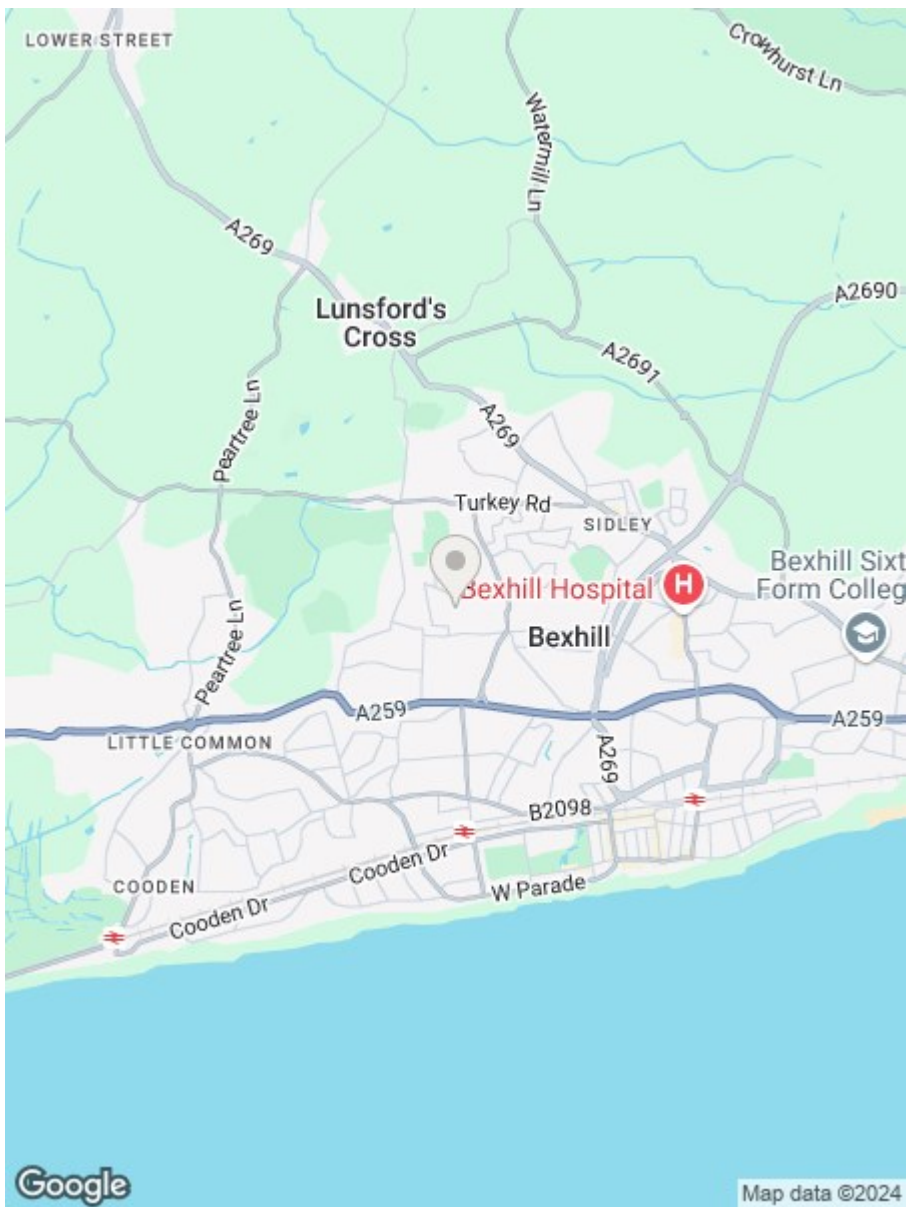 LOWER STREET
Crowhurst Ln
Watermill Ln
A269
A2690
Lunsford's
Cross
A2691
Peartree Ln
A269
Turkey Rd
SIDLEY
Bexhill Sixt
Form Colleg
Bexhill Hospital
H
Bexhill
Peartree Ln
A259
A259
LITTLE COMMON
A269
B2098
Cooden Dr
COODEN
W Parade
Cooden Dr
Google
Map data ©2024